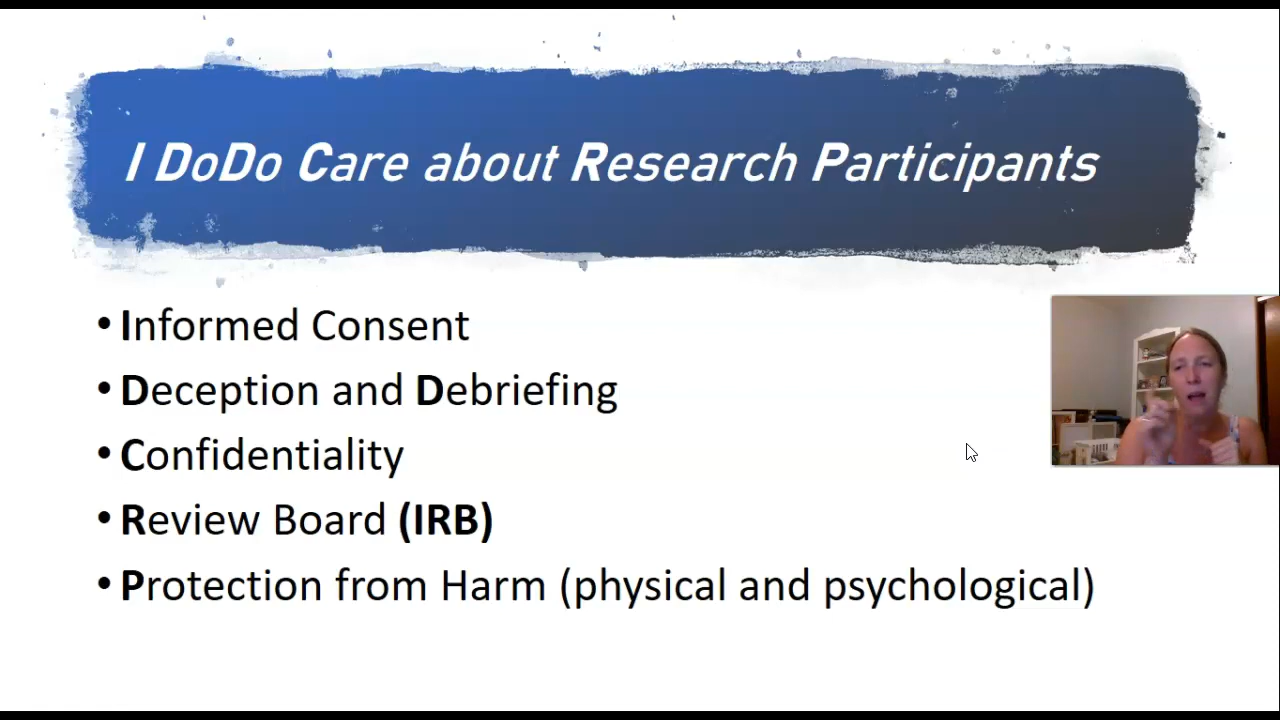 I DoDo Care about Research Participants
• Informed Consent
• Deception and Debriefing
• Confidentiality
• Review Board (IRB)
• Protection from Harm (physical and psychological)